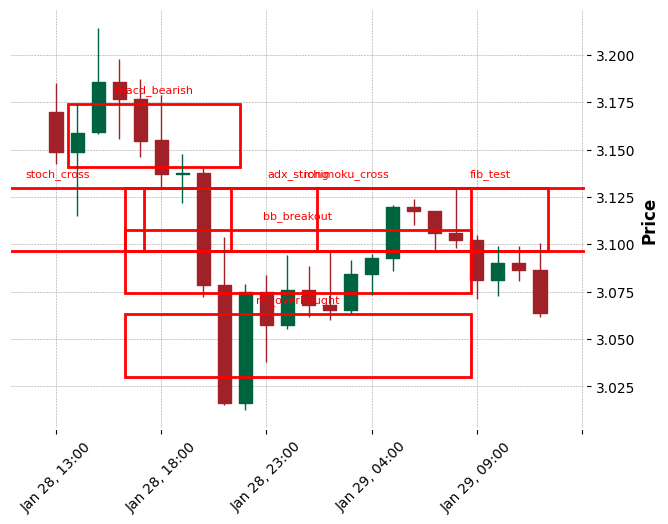 3.200
macd_bearish
3.175
3.150
stoch_cross
adx_strong
ichimoku_cross
fib_test
3.125
bb_breakout
3.100
3.075
3.050
3.025
Price
Jan 28, 13:00
Jan 28, 18:00
Jan 28, 23:00
Jan 29, 04:00
Jan 29, 09:00